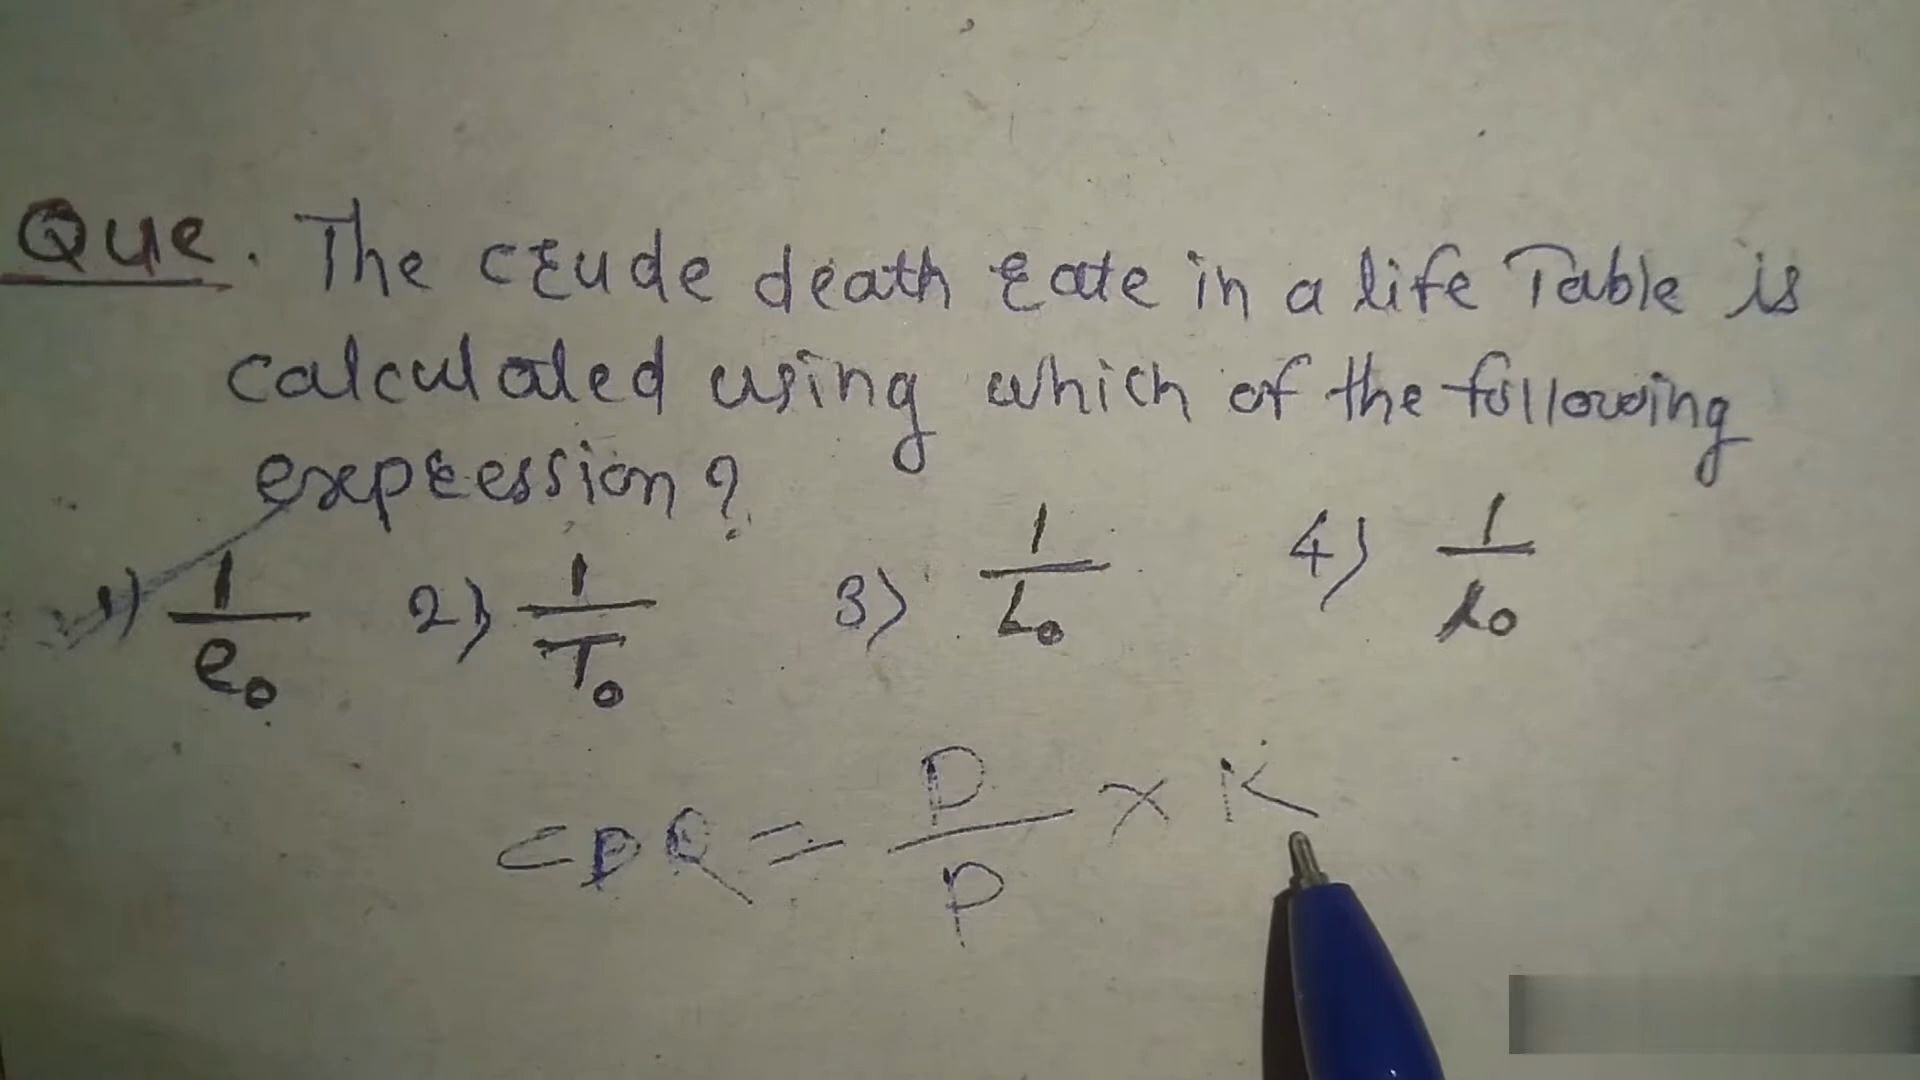 Que. The crude death rate in a life Table is
calculated using which of the following
expression?
1) 1/e₀ 2) 1/T₀ 3) 1/L₀ 4) 1/l₀
CDR = D/P × K